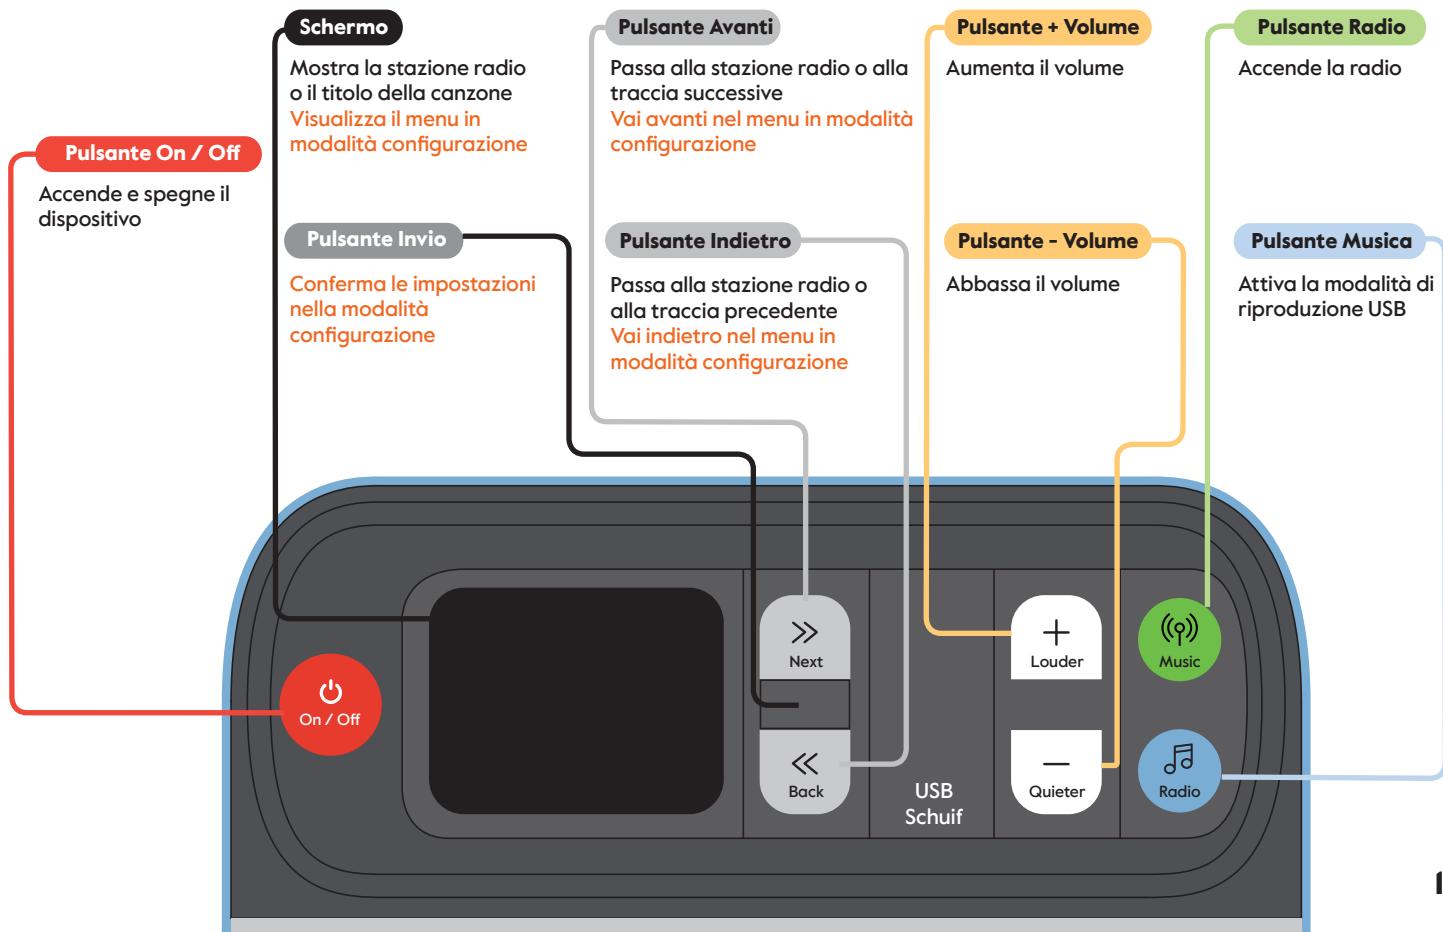 Schermo
Mostra la stazione radio
o il titolo della canzone
Visualizza il menu in
modalità configurazione
Pulsante Avanti
Passa alla stazione radio o alla
traccia successive
Vai avanti nel menu in modalità
configurazione
Pulsante + Volume
Aumenta il volume
Pulsante Radio
Accende la radio
Pulsante On / Off
Accende e spegne il
dispositivo
Pulsante Invio
Conferma le impostazioni
nella modalità
configurazione
Pulsante Indietro
Passa alla stazione radio o
alla traccia precedente
Vai indietro nel menu in
modalità configurazione
Pulsante - Volume
Abbassa il volume
Pulsante Musica
Attiva la modalità di
riproduzione USB
On / Off
Next
Back
USB
Schuif
Louder
Quieter
Music
Radio